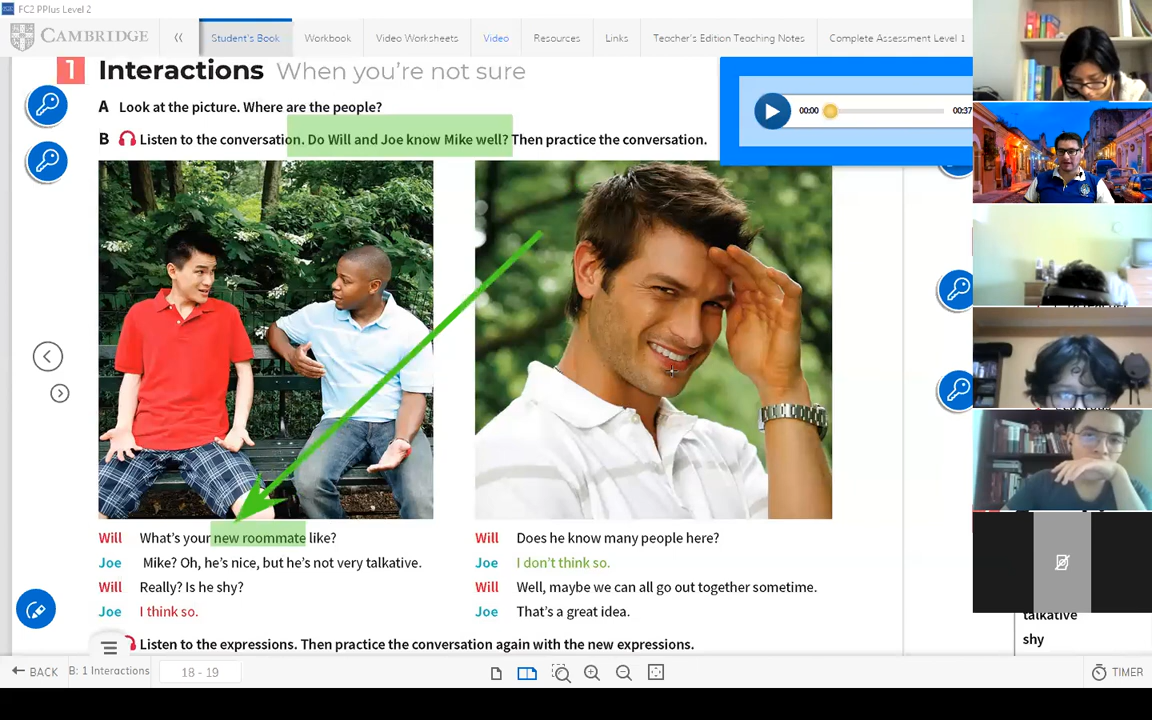 FC2 PPlus Level 2
CAMBRIDGE
Student's Book Workbook Video Worksheets Video Resources Links Teacher's Edition Teaching Notes Complete Assessment Level 1
1 Interactions When you're not sure
00:00 00:37
A Look at the picture. Where are the people?
B Listen to the conversation. Do Will and Joe know Mike well? Then practice the conversation.
Will What's your new roommate like?
Joe Mike? Oh, he's nice, but he's not very talkative.
Will Really? Is he shy?
Joe I think so.
Will Does he know many people here?
Joe I don't think so.
Will Well, maybe we can all go out together sometime.
Joe That's a great idea.
Listen to the expressions. Then practice the conversation again with the new expressions.
talkative
shy
BACK B: 1 Interactions 18 - 19 TIMER